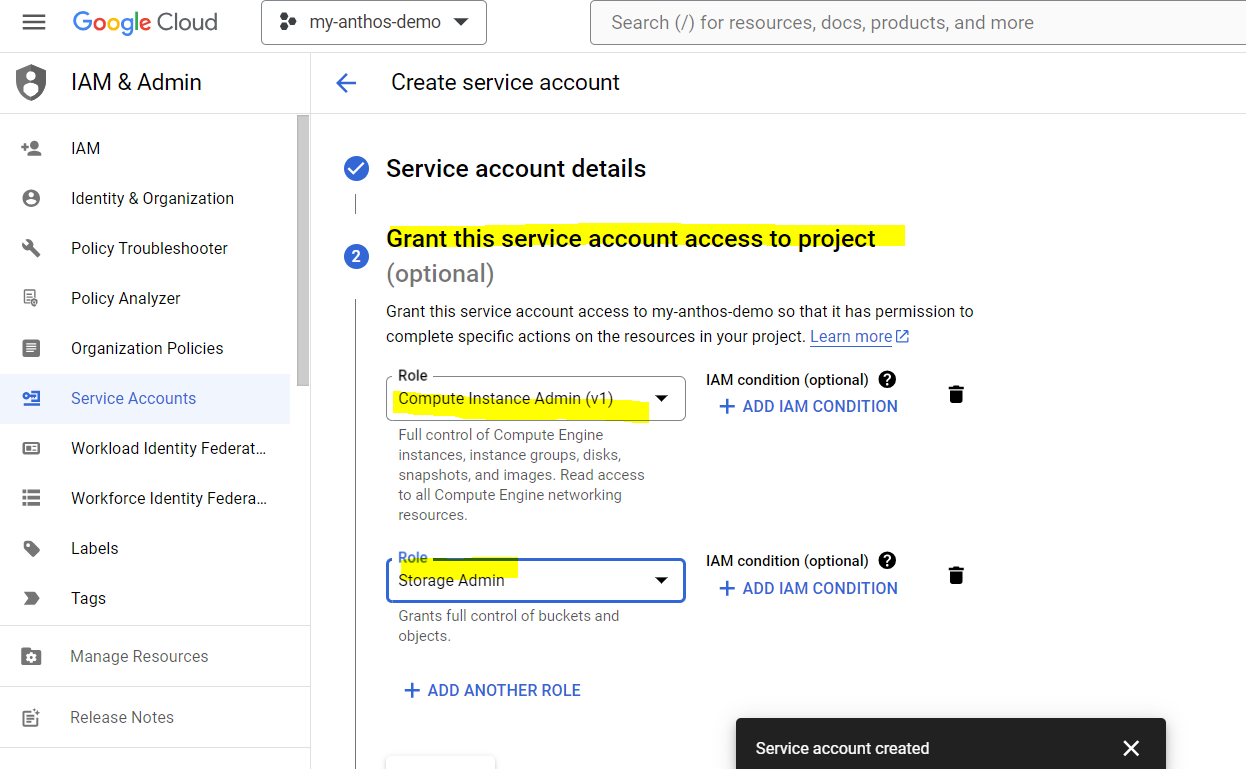 Google Cloud
my-anthos-demo
Search (/) for resources, docs, products, and more
IAM & Admin
IAM
Identity & Organization
Policy Troubleshooter
Policy Analyzer
Organization Policies
Service Accounts
Workload Identity Federat...
Workforce Identity Federa...
Labels
Tags
Manage Resources
Release Notes
Create service account
Service account details
2
Grant this service account access to project
(optional)
Grant this service account access to my-anthos-demo so that it has permission to
complete specific actions on the resources in your project. Learn more
Role
Compute Instance Admin (v1)
IAM condition (optional)
+ ADD IAM CONDITION
Full control of Compute Engine
instances, instance groups, disks,
snapshots, and images. Read access
to all Compute Engine networking
resources.
Role
Storage Admin
IAM condition (optional)
+ ADD IAM CONDITION
Grants full control of buckets and
objects.
+ ADD ANOTHER ROLE
Service account created